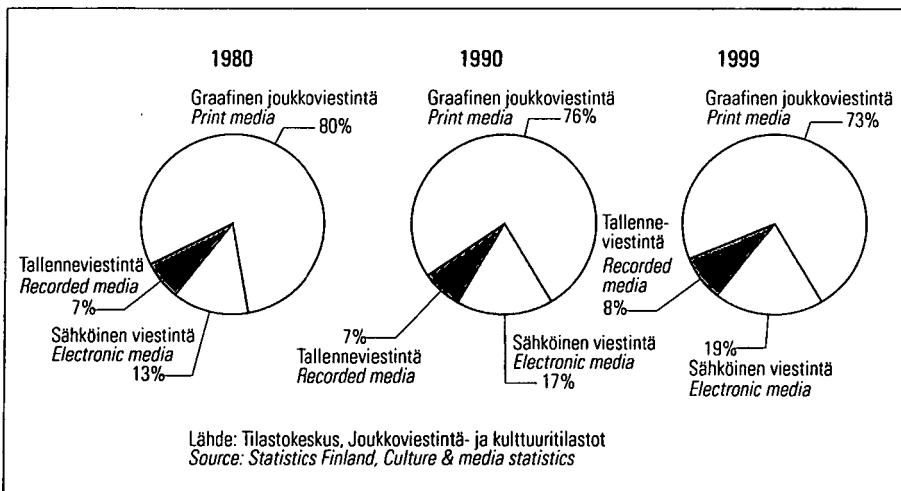 1980
Graafinen joukkoviestintä
Print media
80%
Tallenneviestintä
Recorded media
7%
Sähköinen viestintä
Electronic media
13%
1990
Graafinen joukkoviestintä
Print media
76%
7%
Tallenneviestintä
Recorded media
Sähköinen viestintä
Electronic media
17%
1999
Graafinen joukkoviestintä
Print media
73%
Tallenne-
viestintä
Recorded
media
8%
19%
Sähköinen viestintä
Electronic media
Lähde: Tilastokeskus, Joukkoviestintä- ja kulttuuritilastot
Source: Statistics Finland, Culture & media statistics